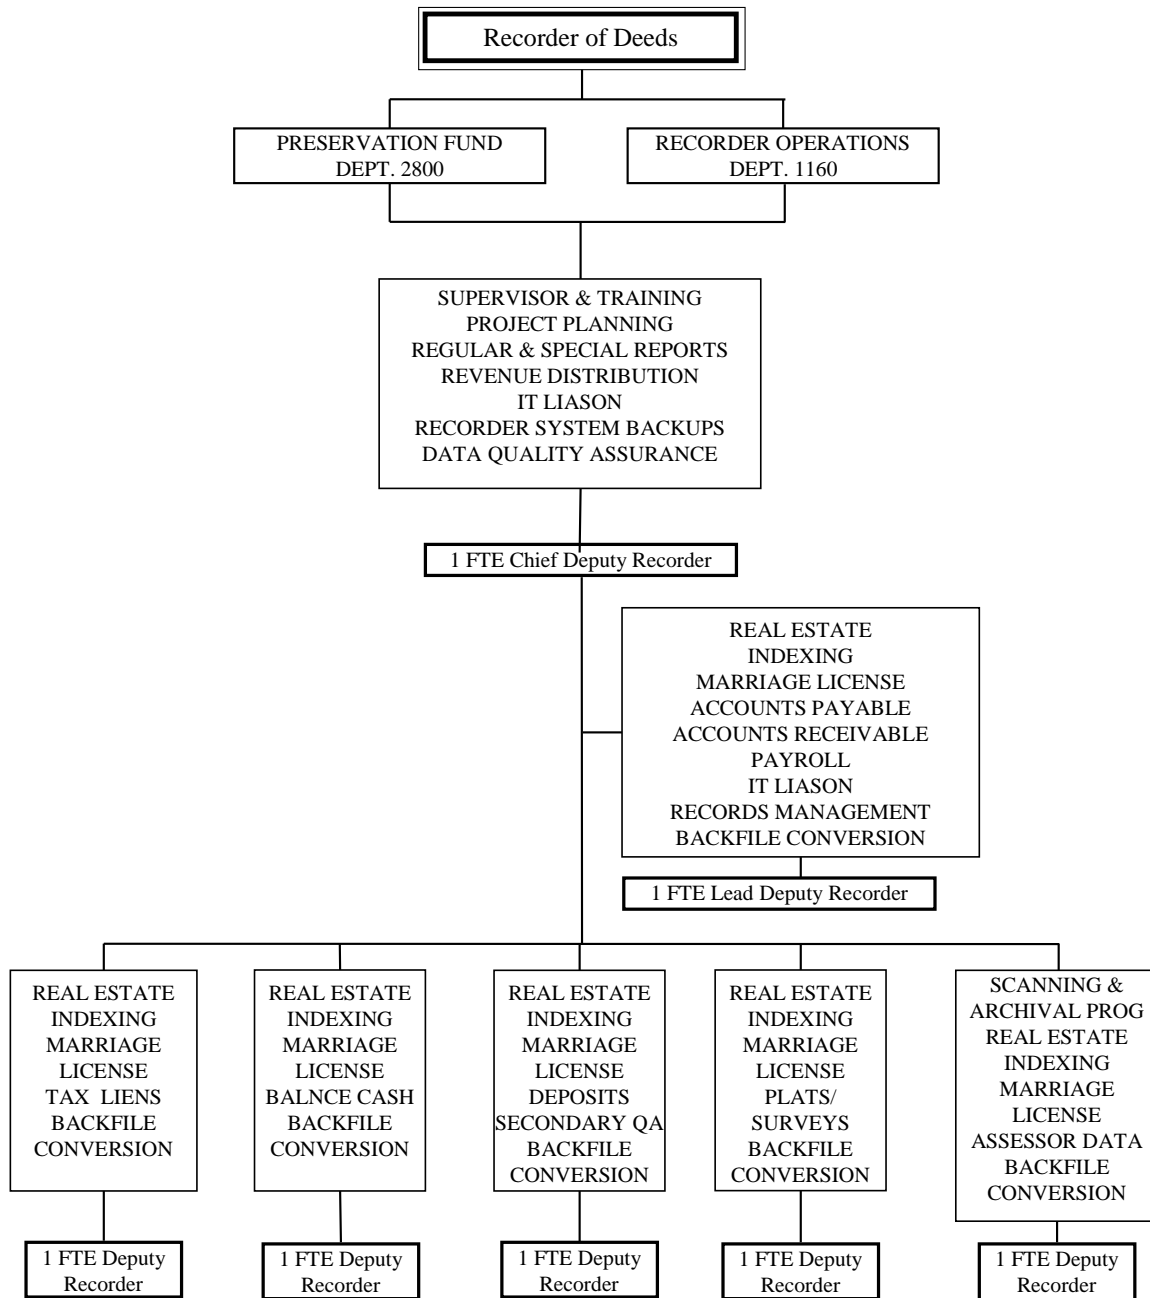 Recorder of Deeds
PRESERVATION FUND
DEPT. 2800
RECORDER OPERATIONS
DEPT. 1160
SUPERVISOR & TRAINING
PROJECT PLANNING
REGULAR & SPECIAL REPORTS
REVENUE DISTRIBUTION
IT LIASON
RECORDER SYSTEM BACKUPS
DATA QUALITY ASSURANCE
1 FTE Chief Deputy Recorder
REAL ESTATE
INDEXING
MARRIAGE LICENSE
ACCOUNTS PAYABLE
ACCOUNTS RECEIVABLE
PAYROLL
IT LIASON
RECORDS MANAGEMENT
BACKFILE CONVERSION
1 FTE Lead Deputy Recorder
REAL ESTATE
INDEXING
MARRIAGE
LICENSE
TAX LIENS
BACKFILE
CONVERSION
1 FTE Deputy
Recorder
REAL ESTATE
INDEXING
MARRIAGE
LICENSE
BALNCE CASH
BACKFILE
CONVERSION
1 FTE Deputy
Recorder
REAL ESTATE
INDEXING
MARRIAGE
LICENSE
DEPOSITS
SECONDARY QA
BACKFILE
CONVERSION
1 FTE Deputy
Recorder
REAL ESTATE
INDEXING
MARRIAGE
LICENSE
PLATS/
SURVEYS
BACKFILE
CONVERSION
1 FTE Deputy
Recorder
SCANNING &
ARCHIVAL PROG
REAL ESTATE
INDEXING
MARRIAGE
LICENSE
ASSESSOR DATA
BACKFILE
CONVERSION
1 FTE Deputy
Recorder